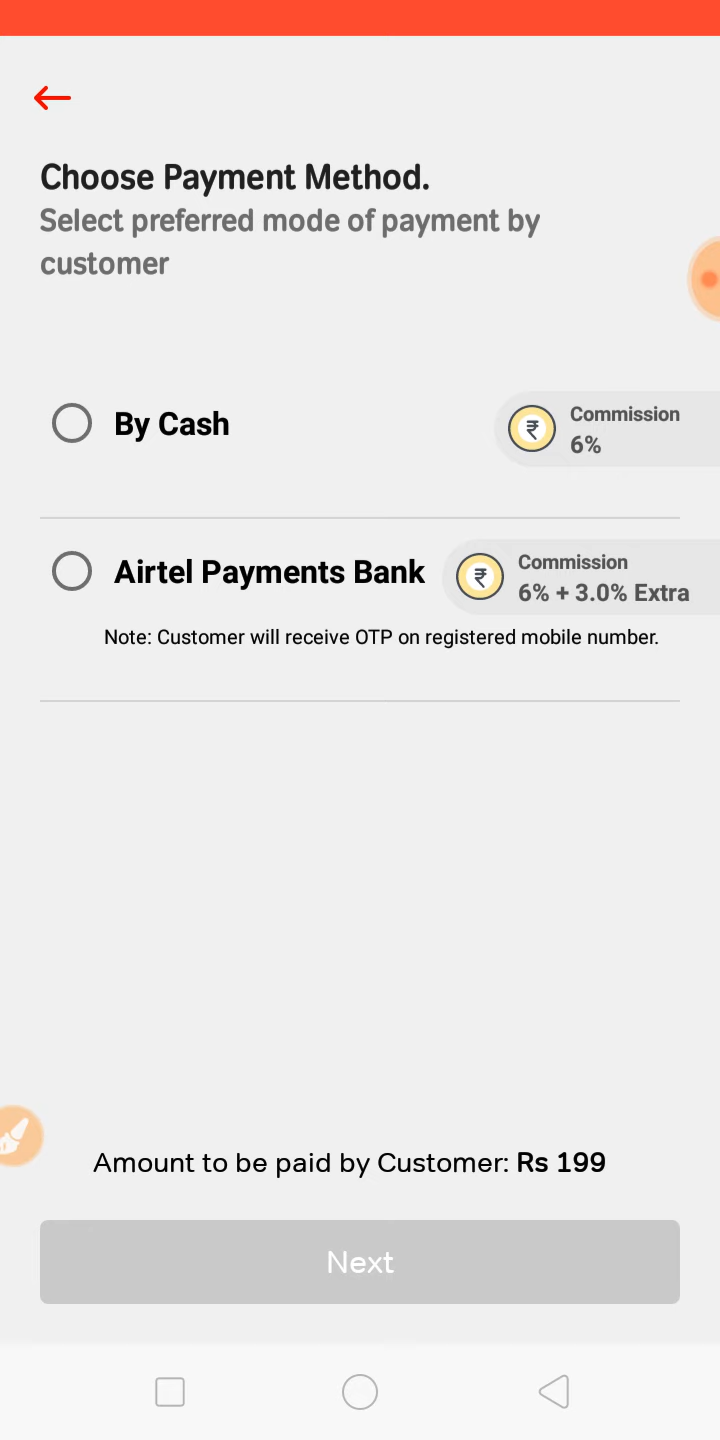 Choose Payment Method.
Select preferred mode of payment by
customer
By Cash
₹
Commission
6%
Airtel Payments Bank
₹
Commission
6% + 3.0% Extra
Note: Customer will receive OTP on registered mobile number.
Amount to be paid by Customer: Rs 199
Next